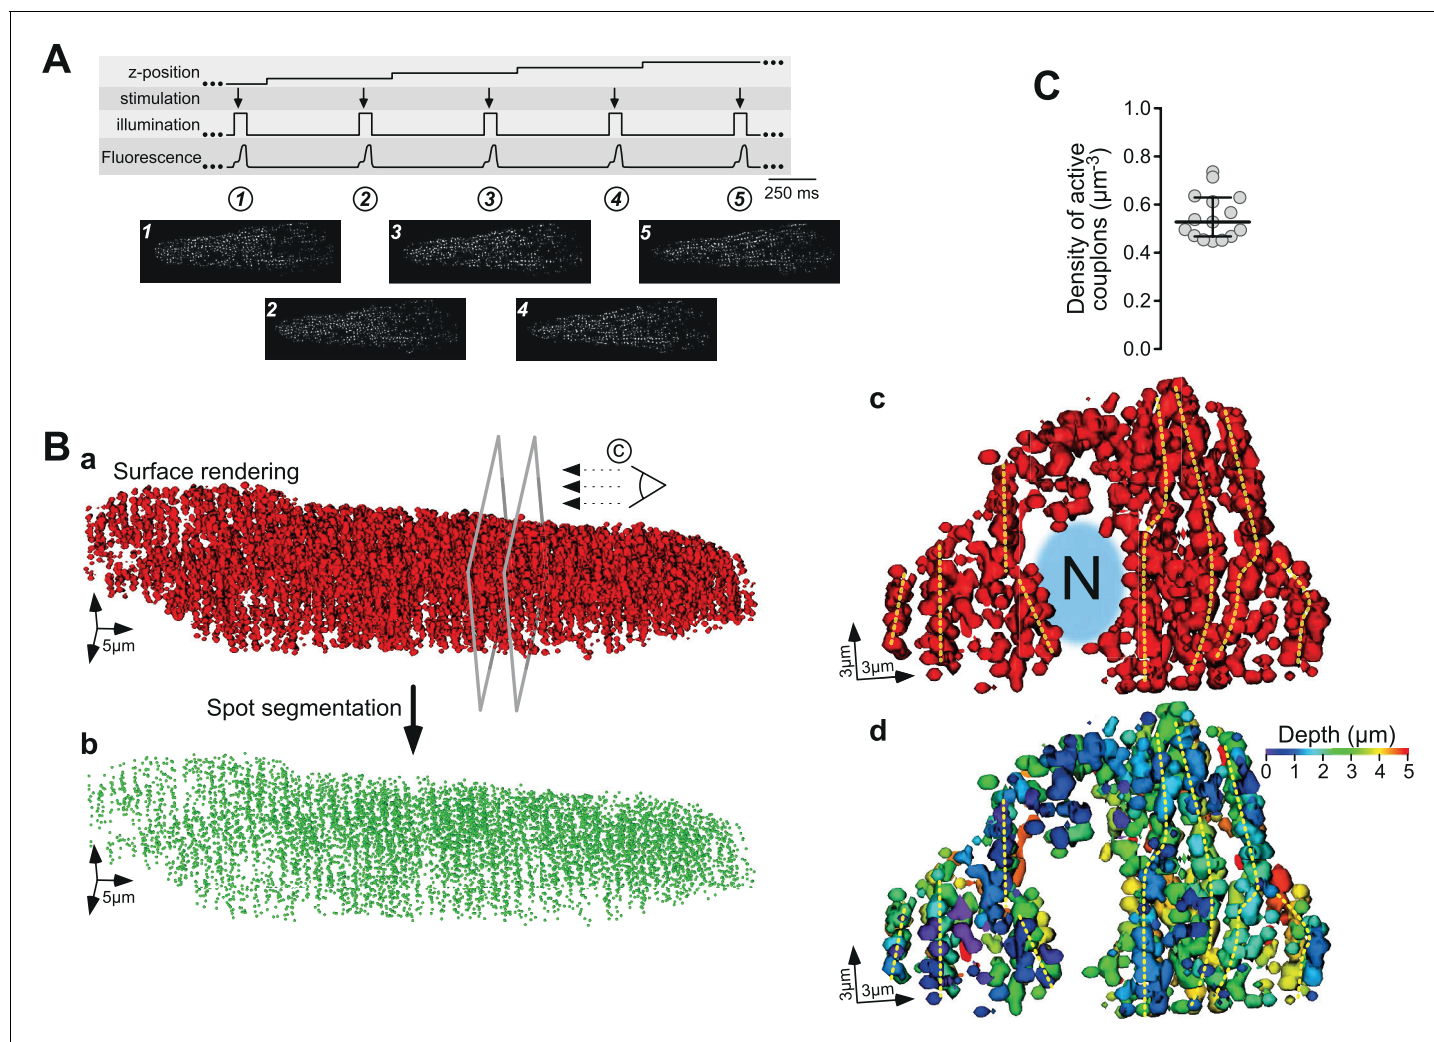 A
z-position
stimulation
illumination
Fluorescence
250 ms
1 2 3 4 5
1 3 5
2 4
B
a
Surface rendering
C
5µm
Spot segmentation
b
5µm
C
Density of active
couplons (µm-3)
1.0
0.8
0.6
0.4
0.2
0.0
c
N
3µm
3µm
d
Depth (µm)
0 1 2 3 4 5
3µm
3µm